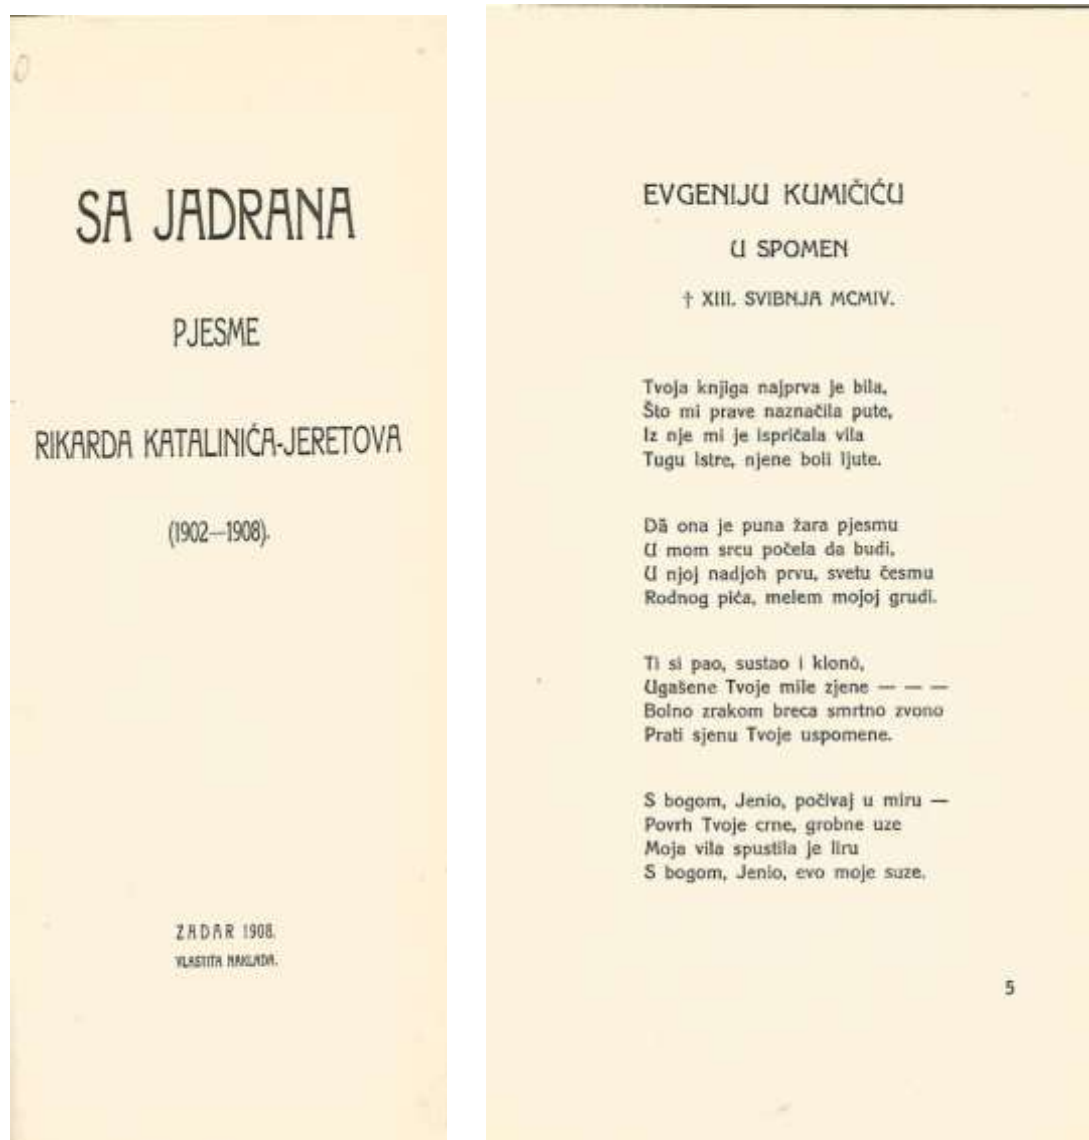 SA JADRANA
PJESME
RIKARDA KATALINIĆA-JERETOVA
(1902—1908).
ZADAR 1908.
VLASTITA NAKLADA.
EVGENIJU KUMIČIĆU
U SPOMEN
† XIII. SVIBNJA MCMIV.
Tvoja knjiga najprva je bila,
Što mi prave naznačila pute,
Iz nje mi je ispričala vila
Tugu Istre, njene boli ljute.
Dā ona je puna žara pjesmu
U mom srcu počela da budi,
U njoj nadjoh prvu, svetu česmu
Rodnog pića, melem mojoj grudi.
Ti si pao, sustao i klonō,
Ugašene Tvoje mile zjene — — —
Bolno zrakom breca smrtno zvono
Prati sjenu Tvoje uspomene.
S bogom, Jenio, počivaj u miru —
Povrh Tvoje crne, grobne uze
Moja vila spustila je liru
S bogom, Jenio, evo moje suze.
5